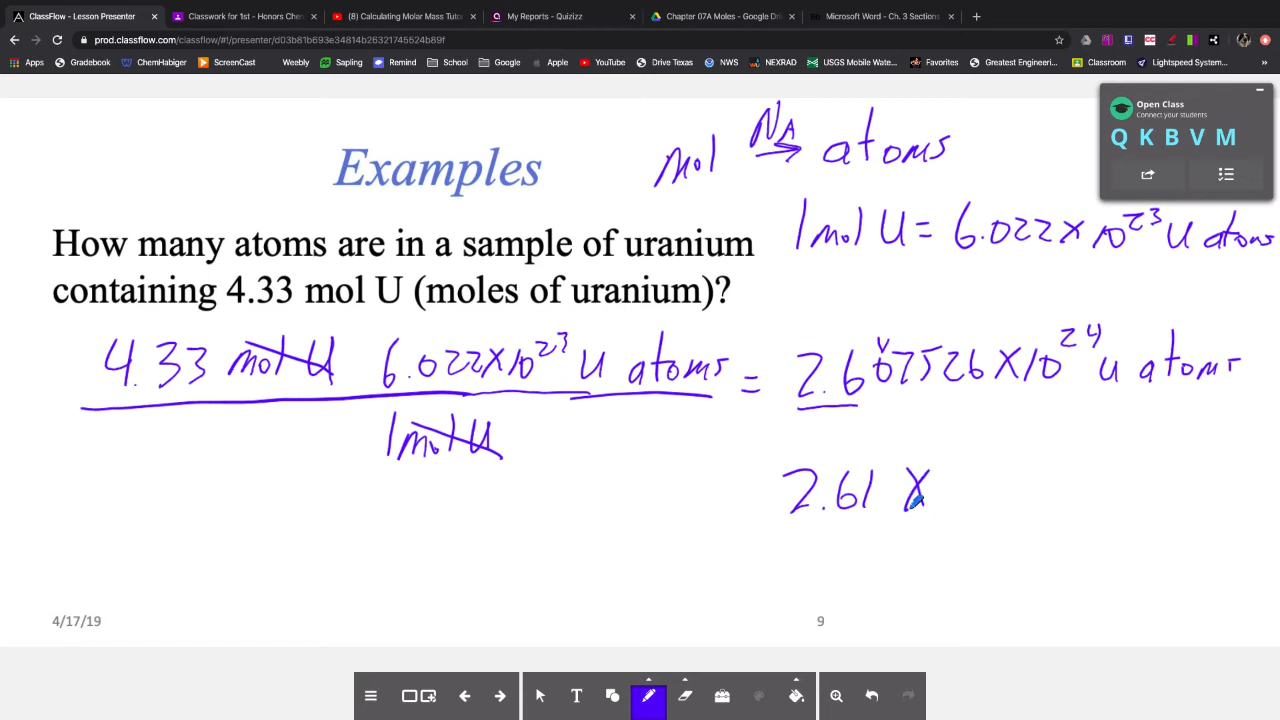 ClassFlow - Lesson Presenter
Classwork for 1st - Honors Che
(8) Calculating Molar Mass Tuto
My Reports - Quizizz
Chapter 07A Moles - Google Dri
Microsoft Word - Ch. 3 Sections
prod.classflow.com/classflow/#!/presenter/d03b81b693e34814b26321745524b89f
Apps Gradebook ChemHabiger ScreenCast Weebly Sapling Remind School Google Apple YouTube Drive Texas NWS NEXRAD USGS Mobile Wate... Favorites Greatest Engineeri... Classroom Lightspeed System...
Open Class
Connect your students
Q K B V M
Examples
mol NA → atoms
1 mol U = 6.022 x 10²³ U atoms
How many atoms are in a sample of uranium
containing 4.33 mol U (moles of uranium)?
4.33 mol U 6.022 x 10²³ U atoms = 2.607526 x 10²⁴ U atoms
1 mol U
2.61 x
4/17/19
9